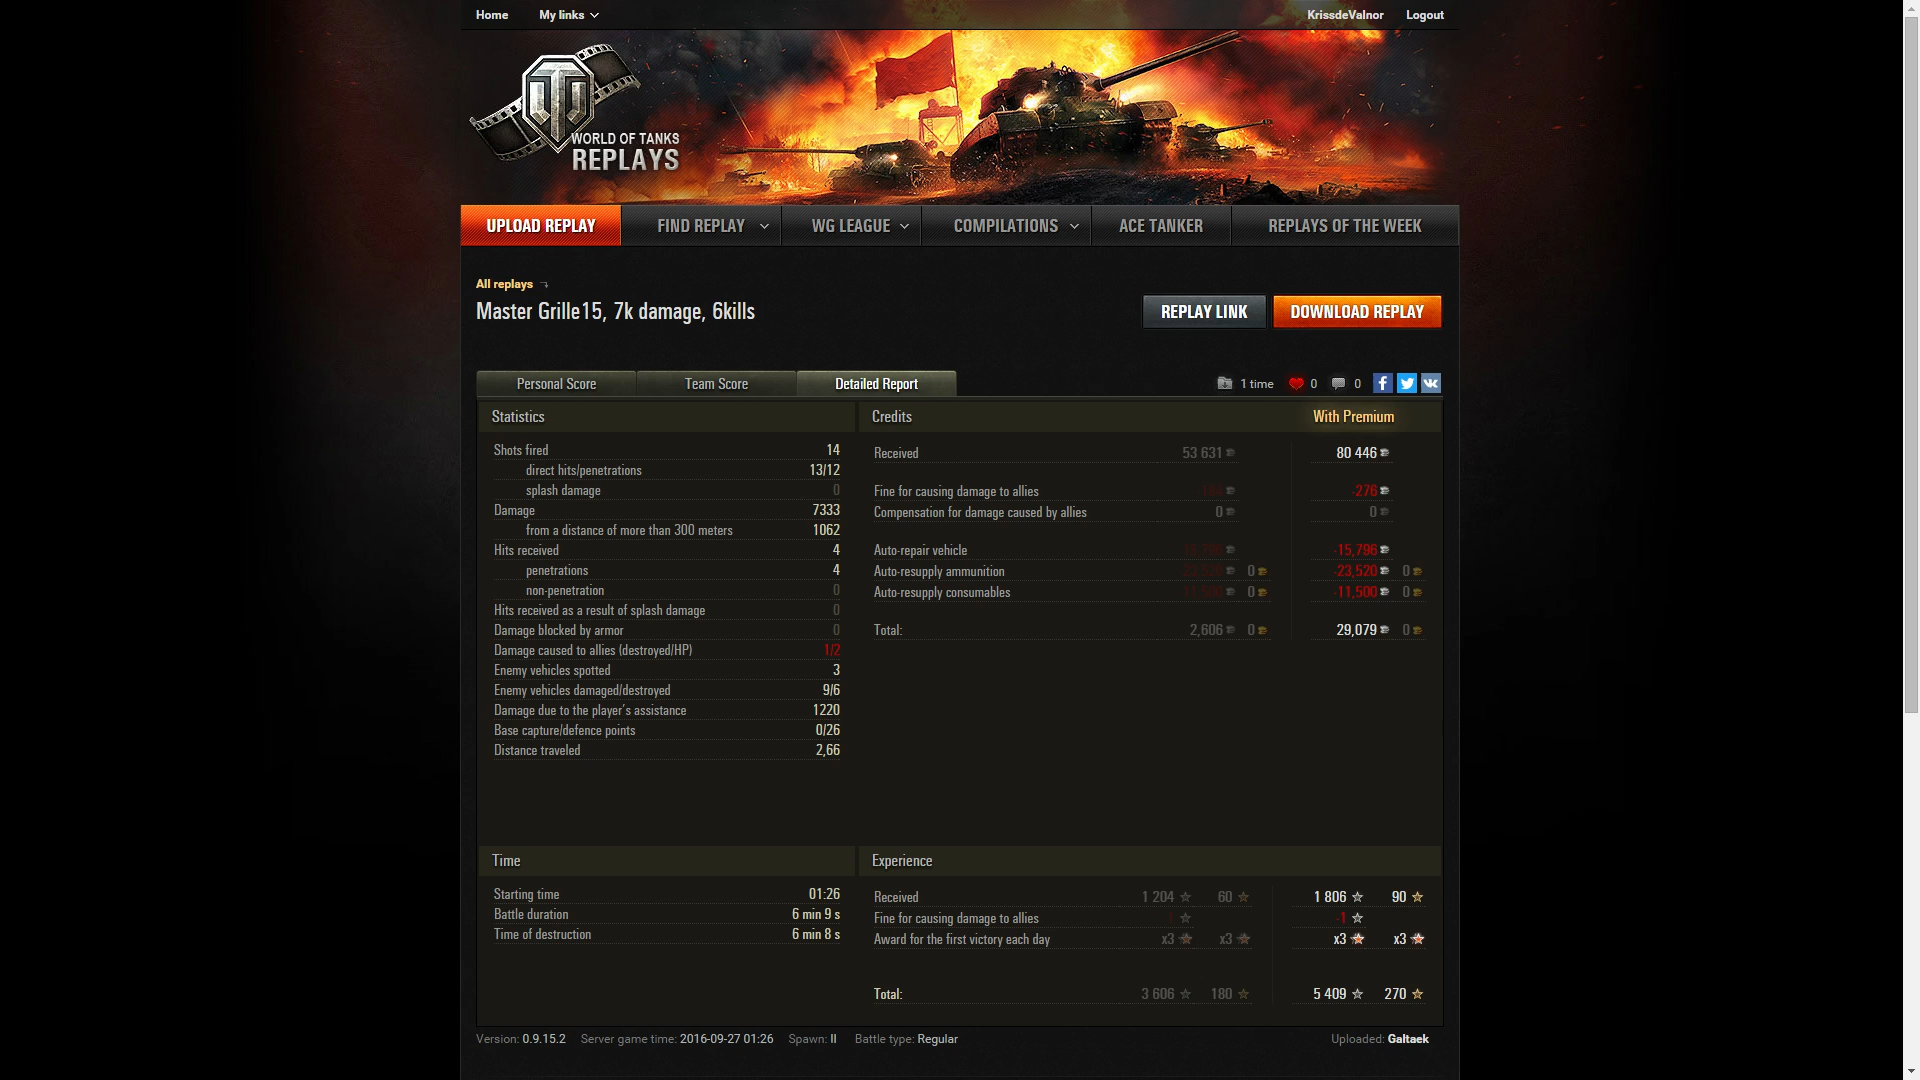 Home My links KrissdeValnor Logout
WORLD OF TANKS
REPLAYS
UPLOAD REPLAY FIND REPLAY WG LEAGUE COMPILATIONS ACE TANKER REPLAYS OF THE WEEK
All replays
Master Grille15, 7k damage, 6kills
REPLAY LINK DOWNLOAD REPLAY
Personal Score Team Score Detailed Report 1 time 0 0
Statistics
Shots fired 14
direct hits/penetrations 13/12
splash damage 0
Damage 7333
from a distance of more than 300 meters 1062
Hits received 4
penetrations 4
non-penetration 0
Hits received as a result of splash damage 0
Damage blocked by armor 0
Damage caused to allies (destroyed/HP) 1/2
Enemy vehicles spotted 3
Enemy vehicles damaged/destroyed 9/6
Damage due to the player's assistance 1220
Base capture/defence points 0/26
Distance traveled 2,66
Credits With Premium
Received 53 631 80 446
Fine for causing damage to allies -276
Compensation for damage caused by allies 0 0
Auto-repair vehicle -15,796
Auto-resupply ammunition 0 -23,520 0
Auto-resupply consumables 0 -11,500 0
Total: 2,606 0 29,079 0
Time
Starting time 01:26
Battle duration 6 min 9 s
Time of destruction 6 min 8 s
Experience
Received 1 204 60 1 806 90
Fine for causing damage to allies -1
Award for the first victory each day x3 x3 x3 x3
Total: 3 606 180 5 409 270
Version: 0.9.15.2 Server game time: 2016-09-27 01:26 Spawn: II Battle type: Regular Uploaded: Galtaek